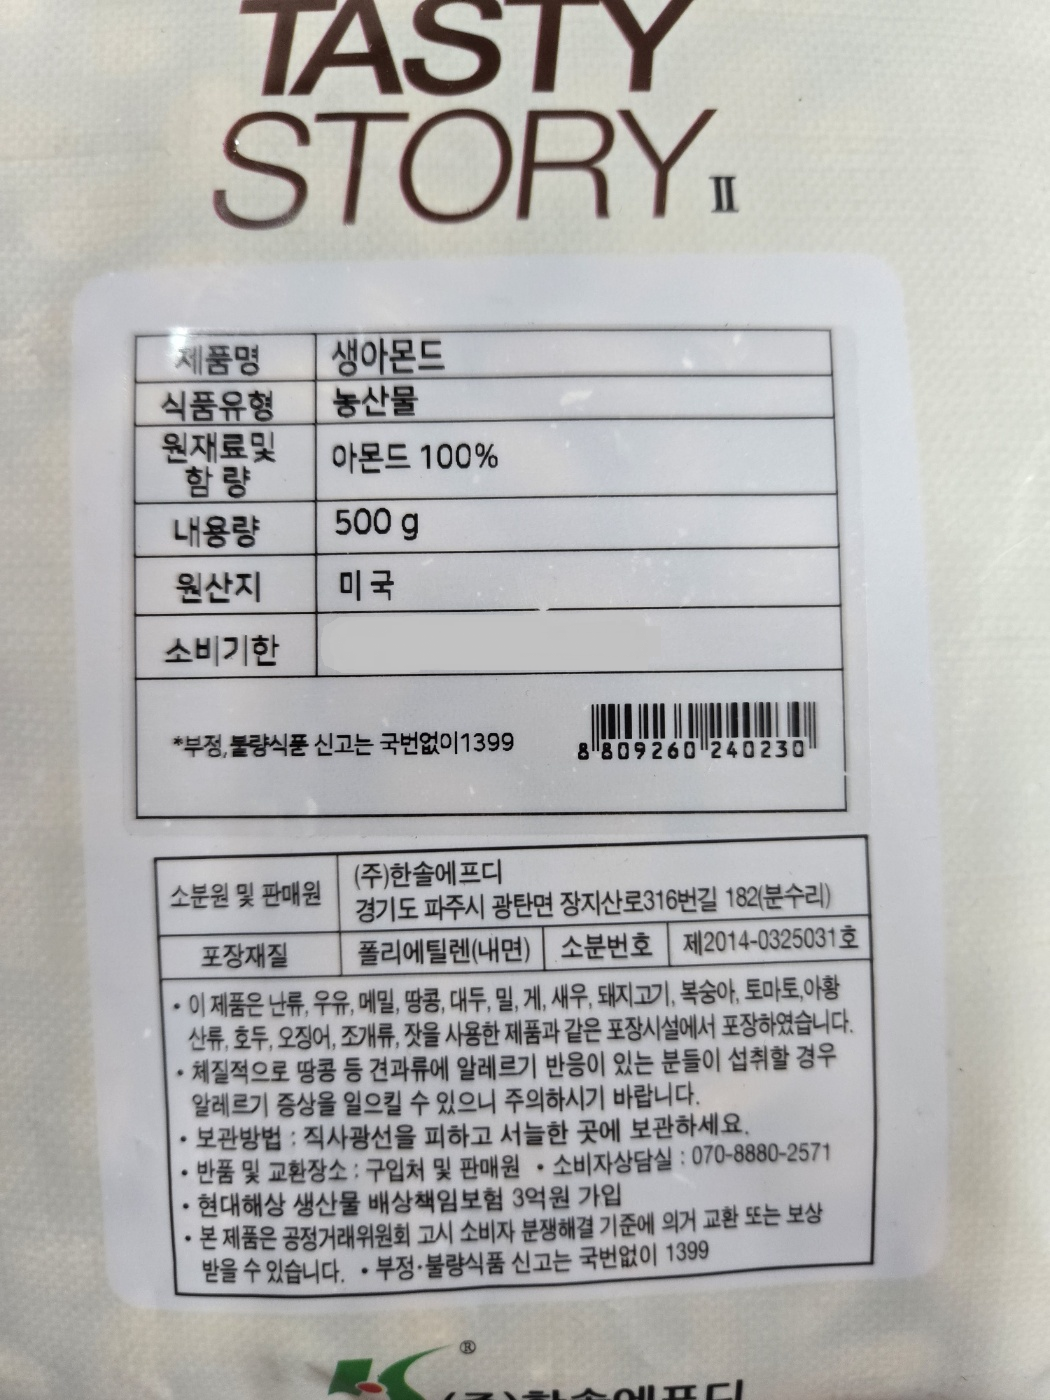 TASTY
STORY II
제품명 생아몬드
식품유형 농산물
원재료및
함 량 아몬드 100%
내용량 500 g
원산지 미국
소비기한
*부정, 불량식품 신고는 국번없이1399
8 809260 240230
소분원 및 판매원 (주)한솔에프디
경기도 파주시 광탄면 장지산로316번길 182(분수리)
포장재질 폴리에틸렌(내면) 소분번호 제2014-0325031호
• 이 제품은 난류, 우유, 메밀, 땅콩, 대두, 밀, 게, 새우, 돼지고기, 복숭아, 토마토,아황
산류, 호두, 오징어, 조개류, 잣을 사용한 제품과 같은 포장시설에서 포장하였습니다.
• 체질적으로 땅콩 등 견과류에 알레르기 반응이 있는 분들이 섭취할 경우
알레르기 증상을 일으킬 수 있으니 주의하시기 바랍니다.
• 보관방법 : 직사광선을 피하고 서늘한 곳에 보관하세요.
• 반품 및 교환장소 : 구입처 및 판매원 • 소비자상담실 : 070-8880-2571
• 현대해상 생산물 배상책임보험 3억원 가입
• 본 제품은 공정거래위원회 고시 소비자 분쟁해결 기준에 의거 교환 또는 보상
받을 수 있습니다. • 부정·불량식품 신고는 국번없이 1399
®
(주)한솔에프디